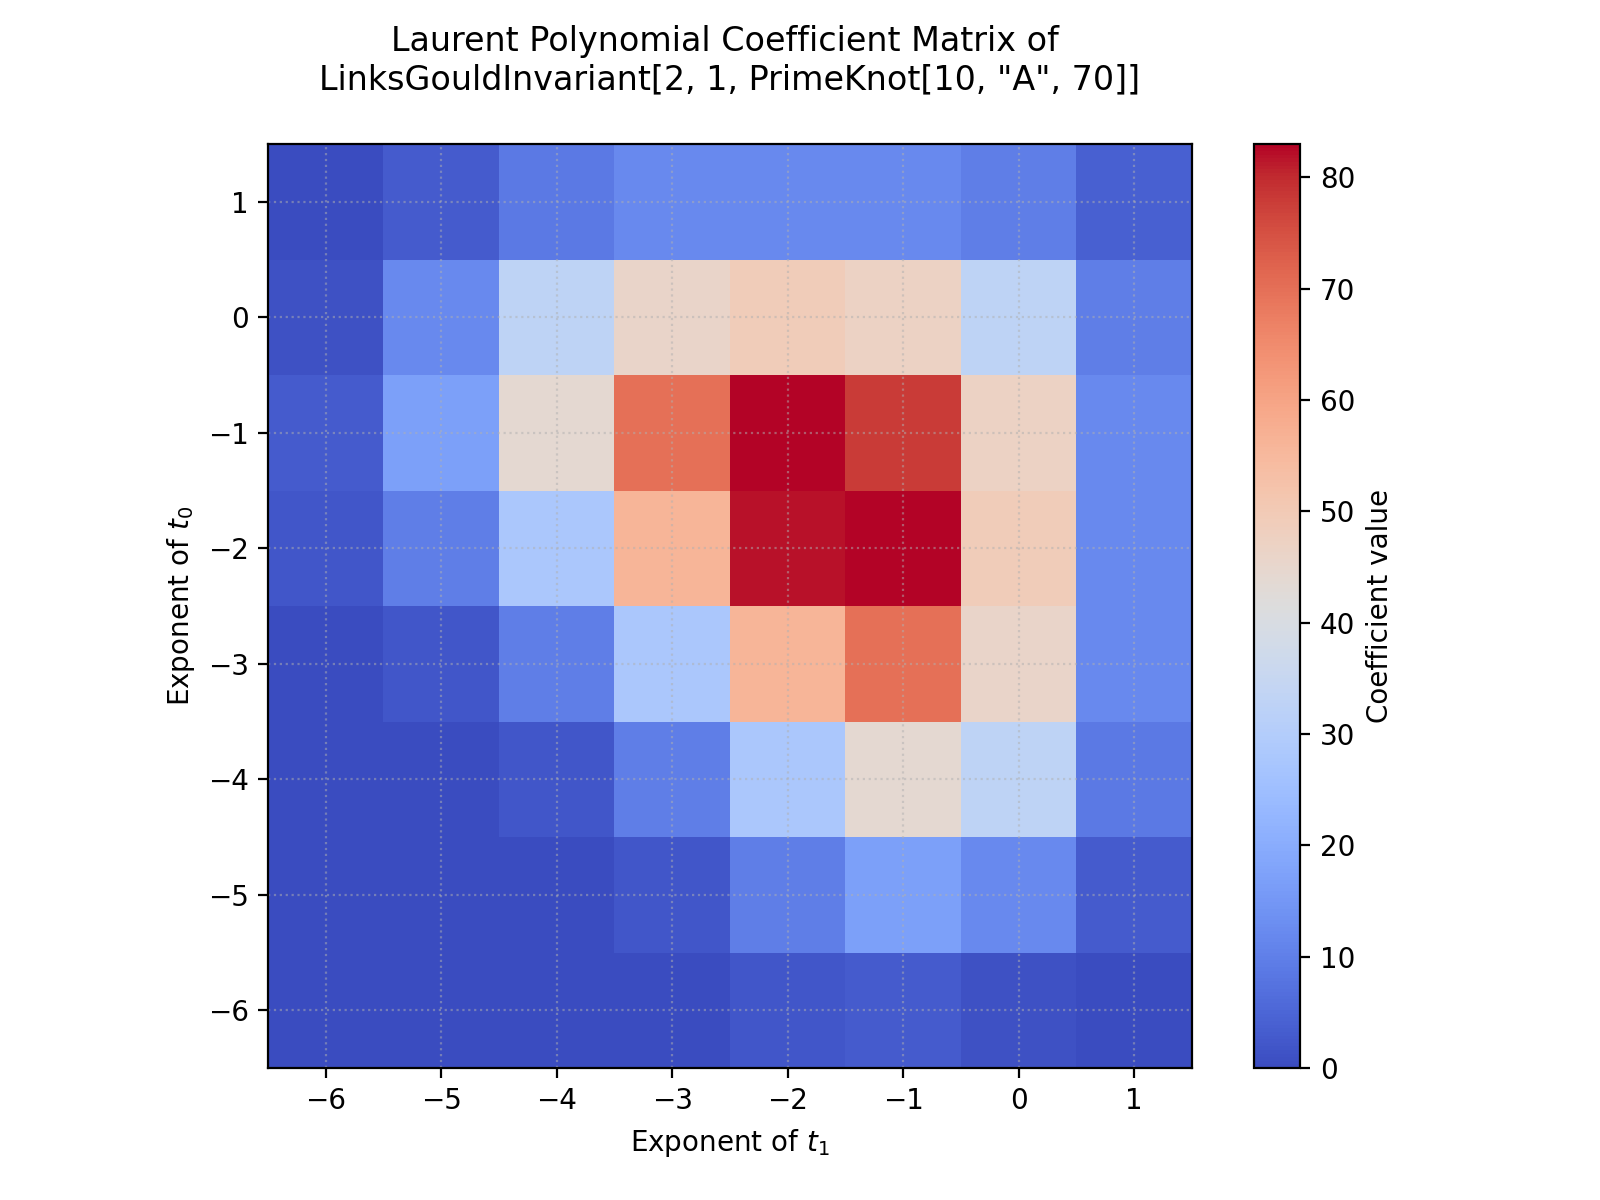 Laurent Polynomial Coefficient Matrix of
LinksGouldInvariant[2, 1, PrimeKnot[10, "A", 70]]
1
0
−1
−2
−3
−4
−5
−6
Exponent of t₀
−6 −5 −4 −3 −2 −1 0 1
Exponent of t₁
80
70
60
50
40
30
20
10
0
Coefficient value